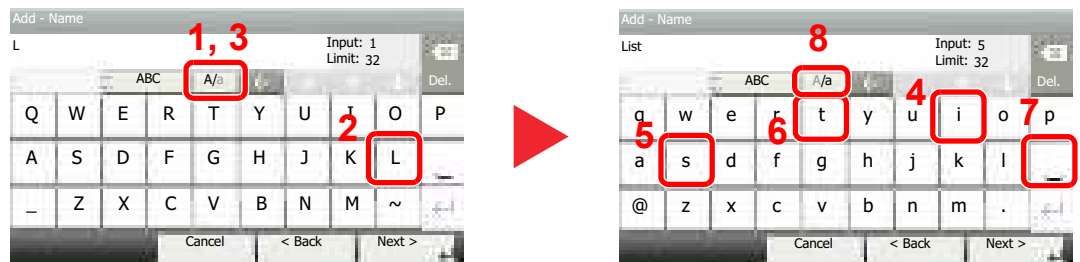 Add - Name
L
Input: 1
Limit: 32
1, 3
ABC A/a
Del.
Q W E R T Y U I O P
2
A S D F G H J K L _
_ Z X C V B N M ~
Cancel < Back Next >
Add - Name
List
Input: 5
Limit: 32
8
ABC A/a
Del.
4
q w e r t y u i o p
5 6 7
a s d f g h j k l _
@ z x c v b n m .
Cancel < Back Next >